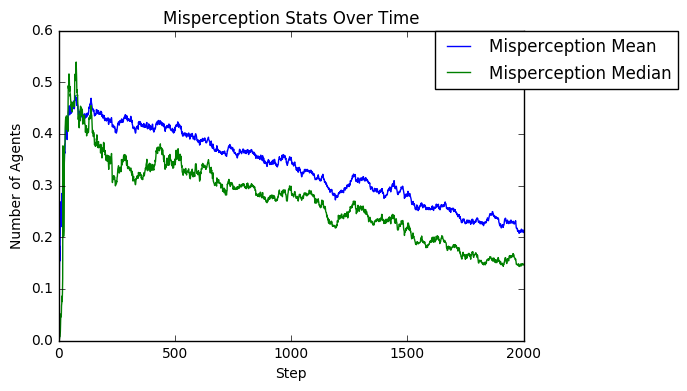 Misperception Stats Over Time
Misperception Mean
Misperception Median
Number of Agents
0.6
0.5
0.4
0.3
0.2
0.1
0.0
0
500
1000
1500
2000
Step